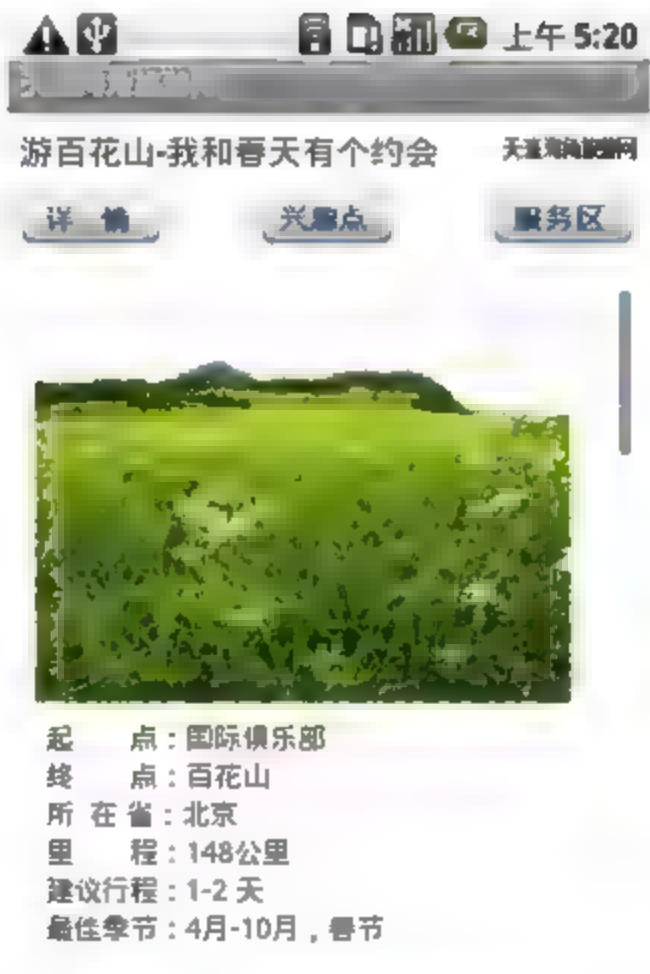 上午 5:20
游百花山-我和春天有个约会
详 情 兴趣点 服务区
起 点：国际俱乐部
终 点：百花山
所 在 省：北京
里 程：148公里
建议行程：1-2 天
最佳季节：4月-10月，春节